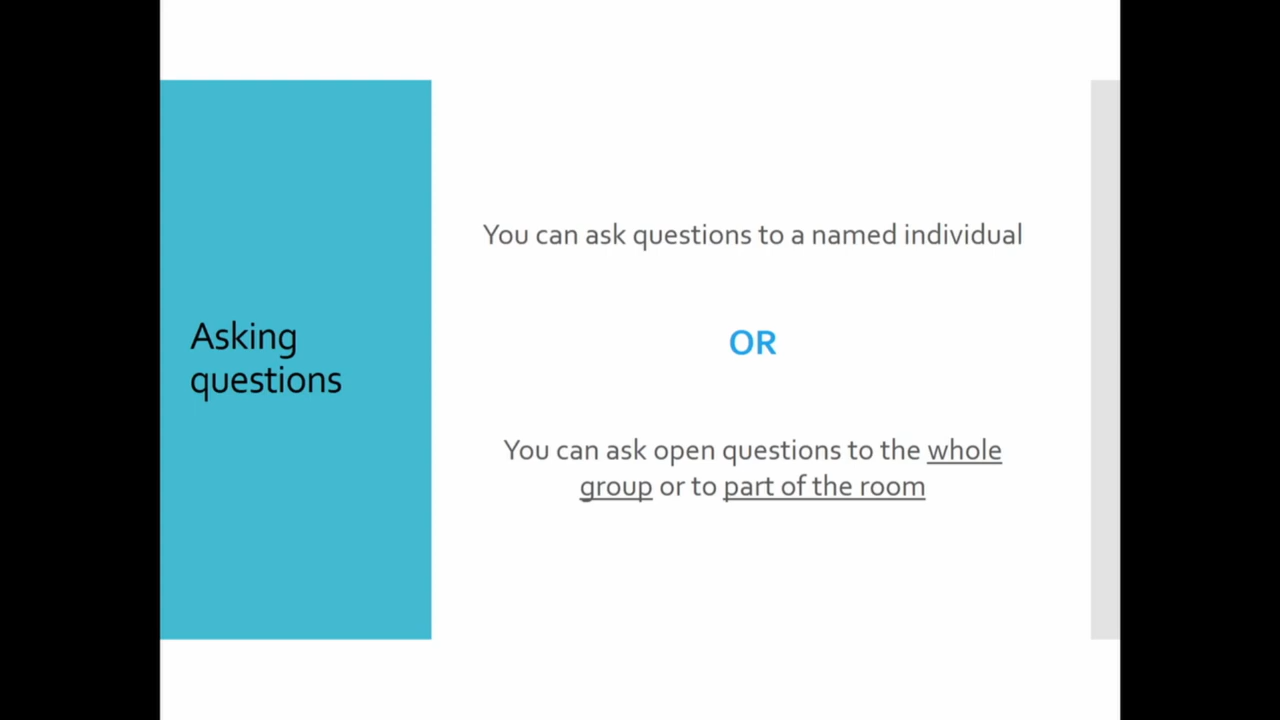 Asking
questions
You can ask questions to a named individual
OR
You can ask open questions to the whole
group or to part of the room